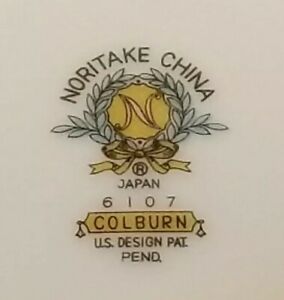 NORITAKE CHINA
N
®
JAPAN
6107
COLBURN
U.S. DESIGN PAT.
PEND.